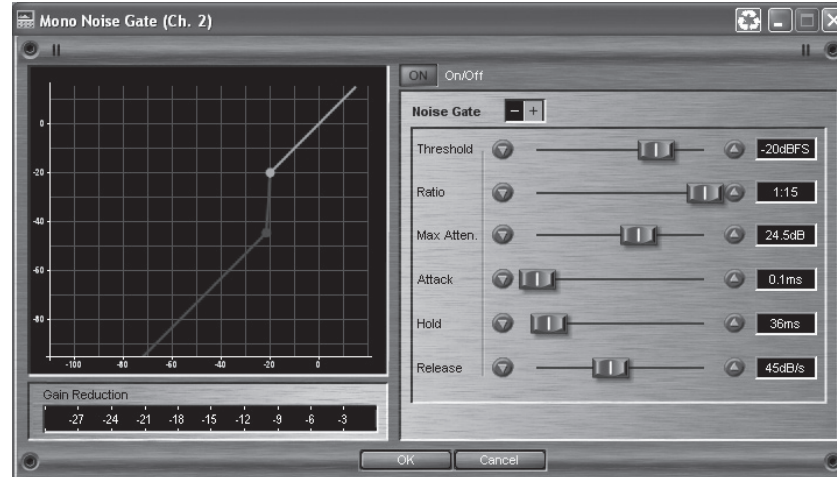 Mono Noise Gate (Ch. 2)
ON On/Off
Noise Gate - +
Threshold -20dBFS
Ratio 1:15
Max Atten. 24.5dB
Attack 0.1ms
Hold 36ms
Release 45dB/s
0
-20
-40
-60
-80
-100 -80 -60 -40 -20 0
Gain Reduction
-27 -24 -21 -18 -15 -12 -9 -6 -3
OK Cancel